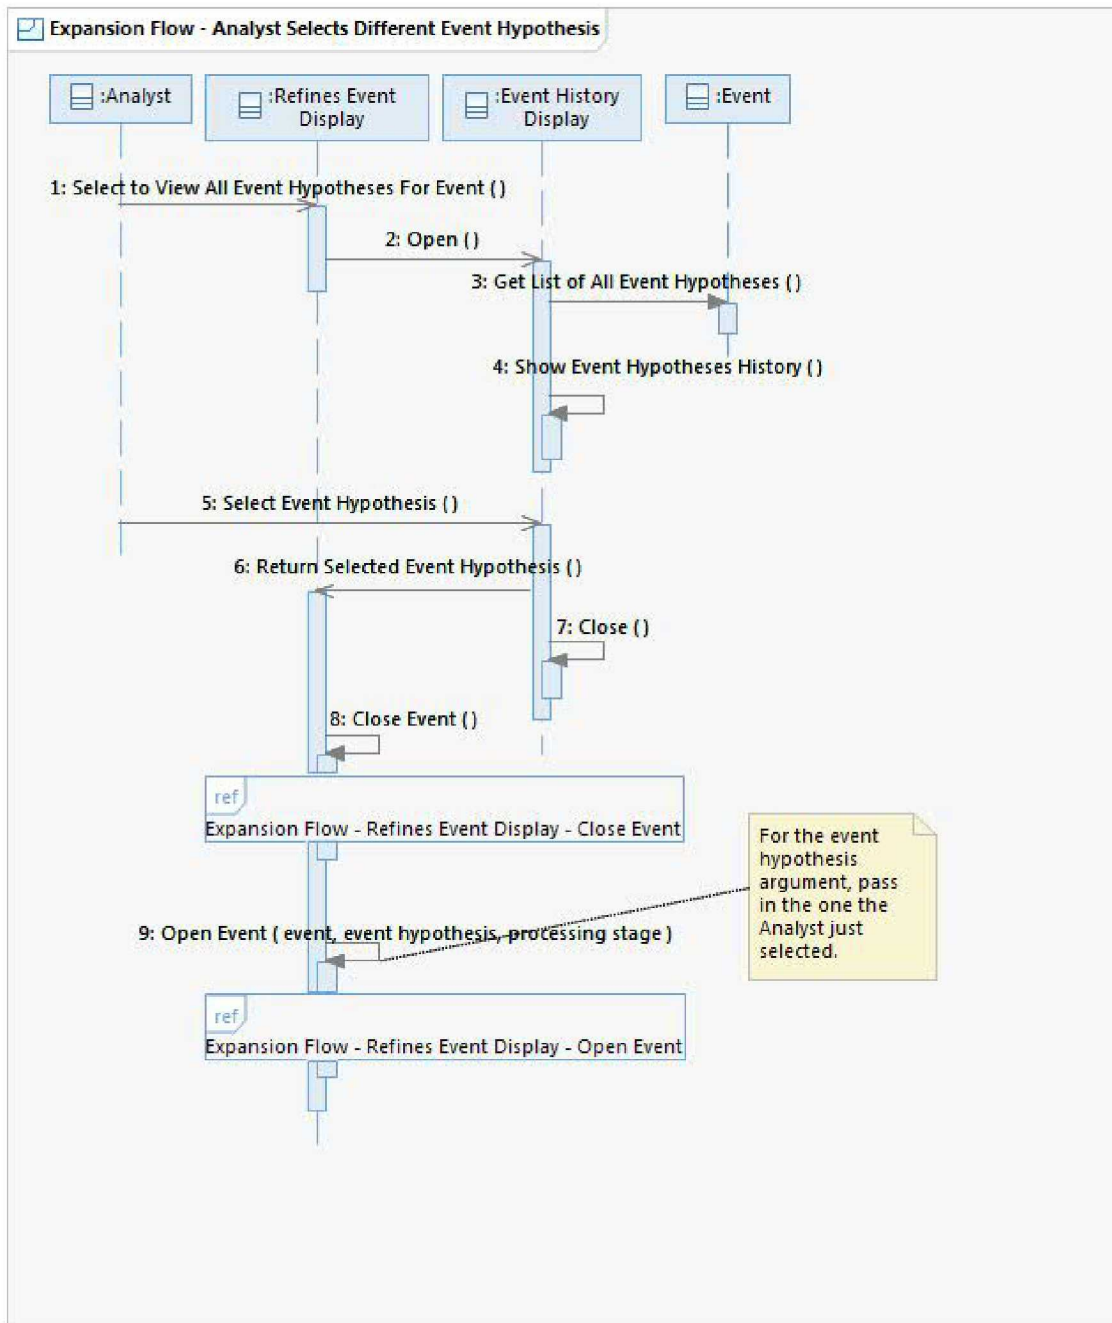 Expansion Flow - Analyst Selects Different Event Hypothesis
:Analyst
:Refines Event
Display
:Event History
Display
:Event
1: Select to View All Event Hypotheses For Event ( )
2: Open ( )
3: Get List of All Event Hypotheses ( )
4: Show Event Hypotheses History ( )
5: Select Event Hypothesis ( )
6: Return Selected Event Hypothesis ( )
7: Close ( )
8: Close Event ( )
ref
Expansion Flow - Refines Event Display - Close Event
For the event
hypothesis
argument, pass
in the one the
Analyst just
selected.
9: Open Event ( event, event hypothesis, processing stage )
ref
Expansion Flow - Refines Event Display - Open Event